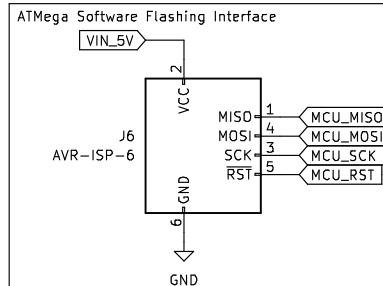 ATMega Software Flashing Interface
VIN_5V
2
VCC
J6
AVR-ISP-6
MISO 1 MCU_MISO
MOSI 4 MCU_MOSI
SCK 3 MCU_SCK
RST 5 MCU_RST
GND
6
GND